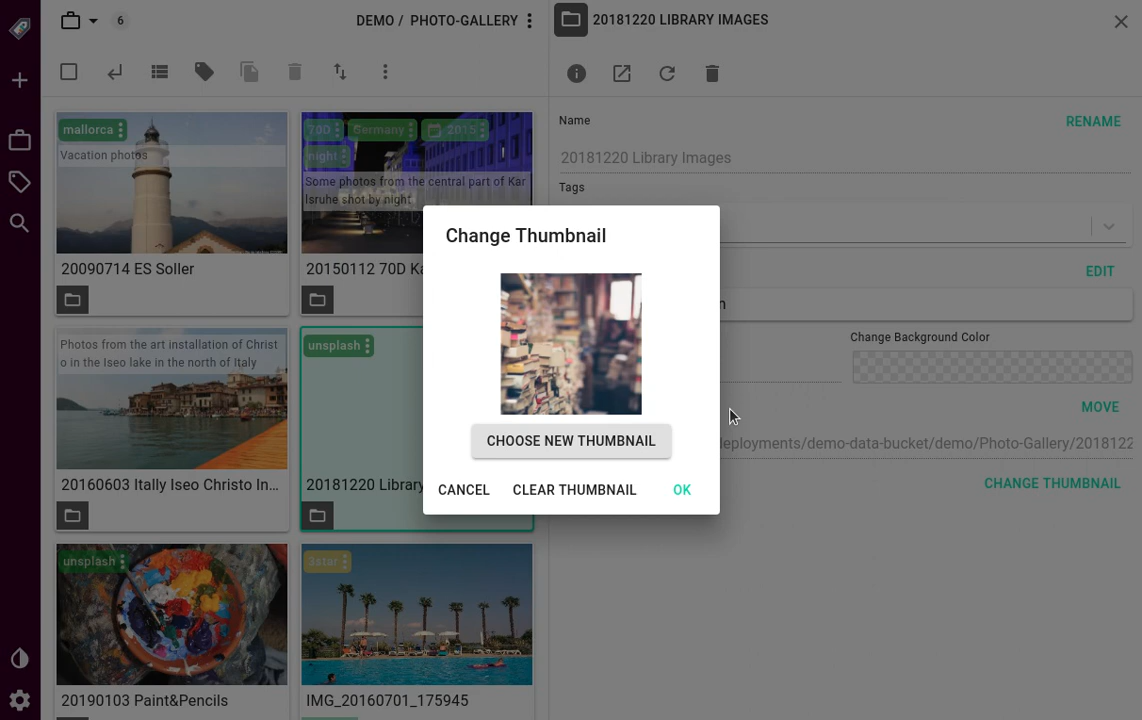 6
DEMO / PHOTO-GALLERY
20181220 LIBRARY IMAGES
mallorca
Vacation photos
20090714 ES Soller
70D
Germany
2015
night
Some photos from the central part of Kar
lsruhe shot by night
20150112 70D Ka
Photos from the art installation of Christ
o in the Iseo lake in the north of Italy
20160603 Itally Iseo Christo In...
unsplash
20181220 Library
unsplash
20190103 Paint&Pencils
3star
IMG_20160701_175945
Change Thumbnail
CHOOSE NEW THUMBNAIL
CANCEL
CLEAR THUMBNAIL
OK
Name
RENAME
20181220 Library Images
Tags
EDIT
Change Background Color
MOVE
eployments/demo-data-bucket/demo/Photo-Gallery/2018122
CHANGE THUMBNAIL